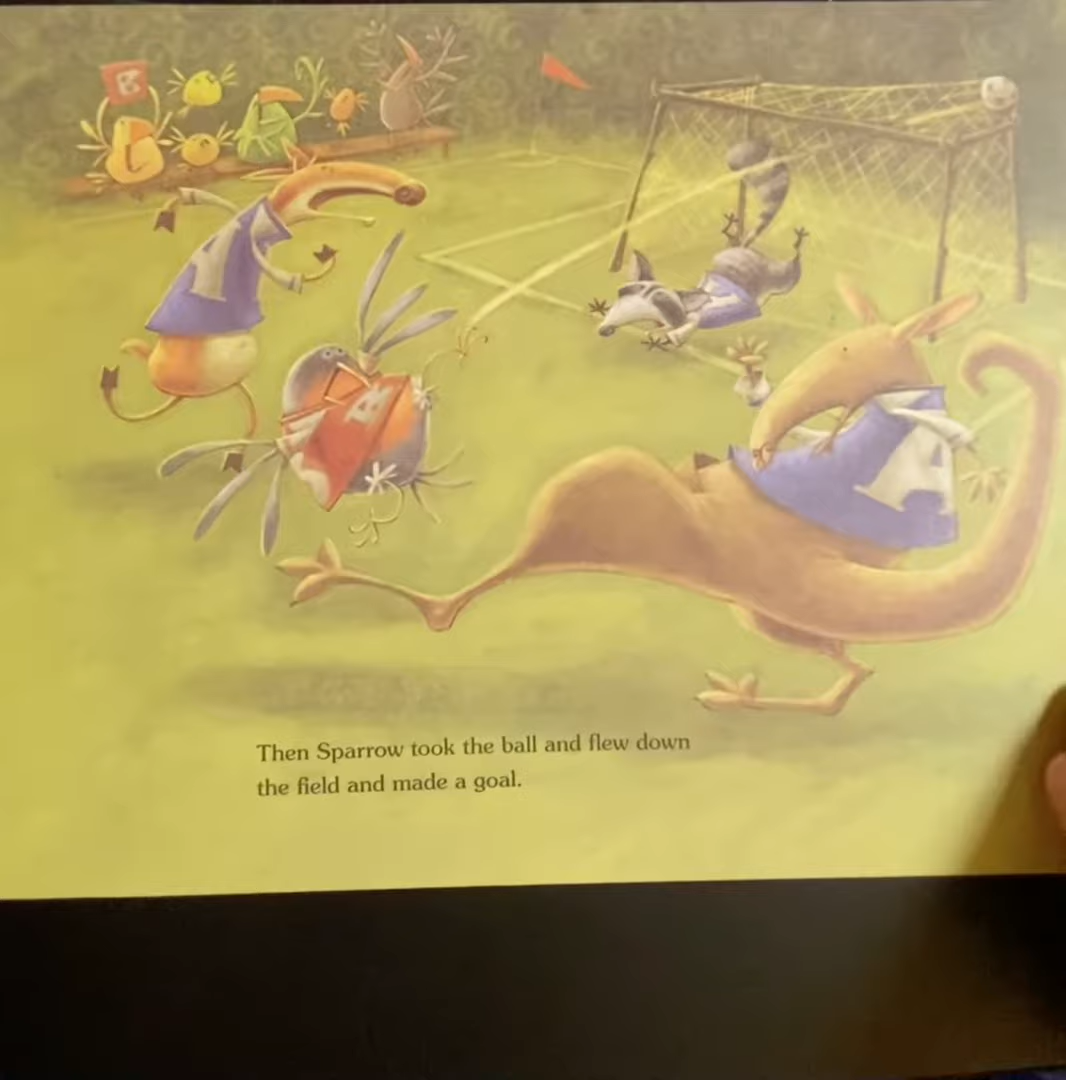 B
A
B
A
Then Sparrow took the ball and flew down
the field and made a goal.